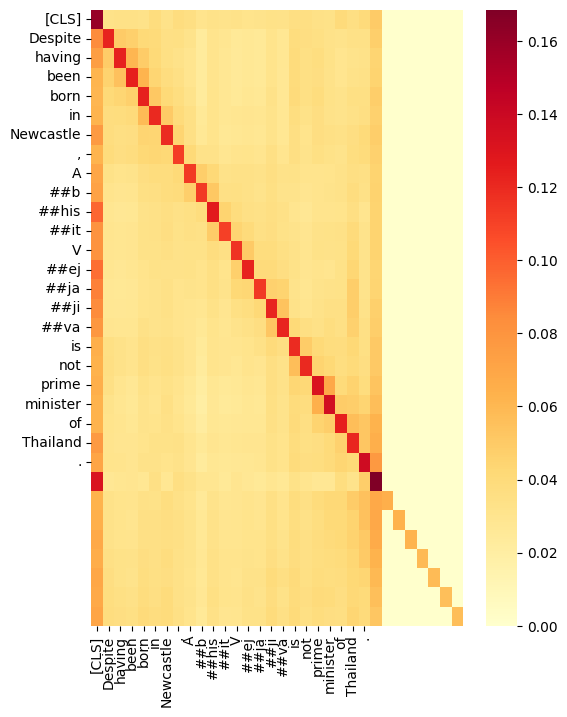 [CLS]
Despite
having
been
born
in
Newcastle
,
A
##b
##his
##it
V
##ej
##ja
##ji
##va
is
not
prime
minister
of
Thailand
.
0.16
0.14
0.12
0.10
0.08
0.06
0.04
0.02
0.00
[CLS]
Despite
having
been
born
in
Newcastle
,
A
##b
##his
##it
V
##ej
##ja
##ji
##va
is
not
prime
minister
of
Thailand
.